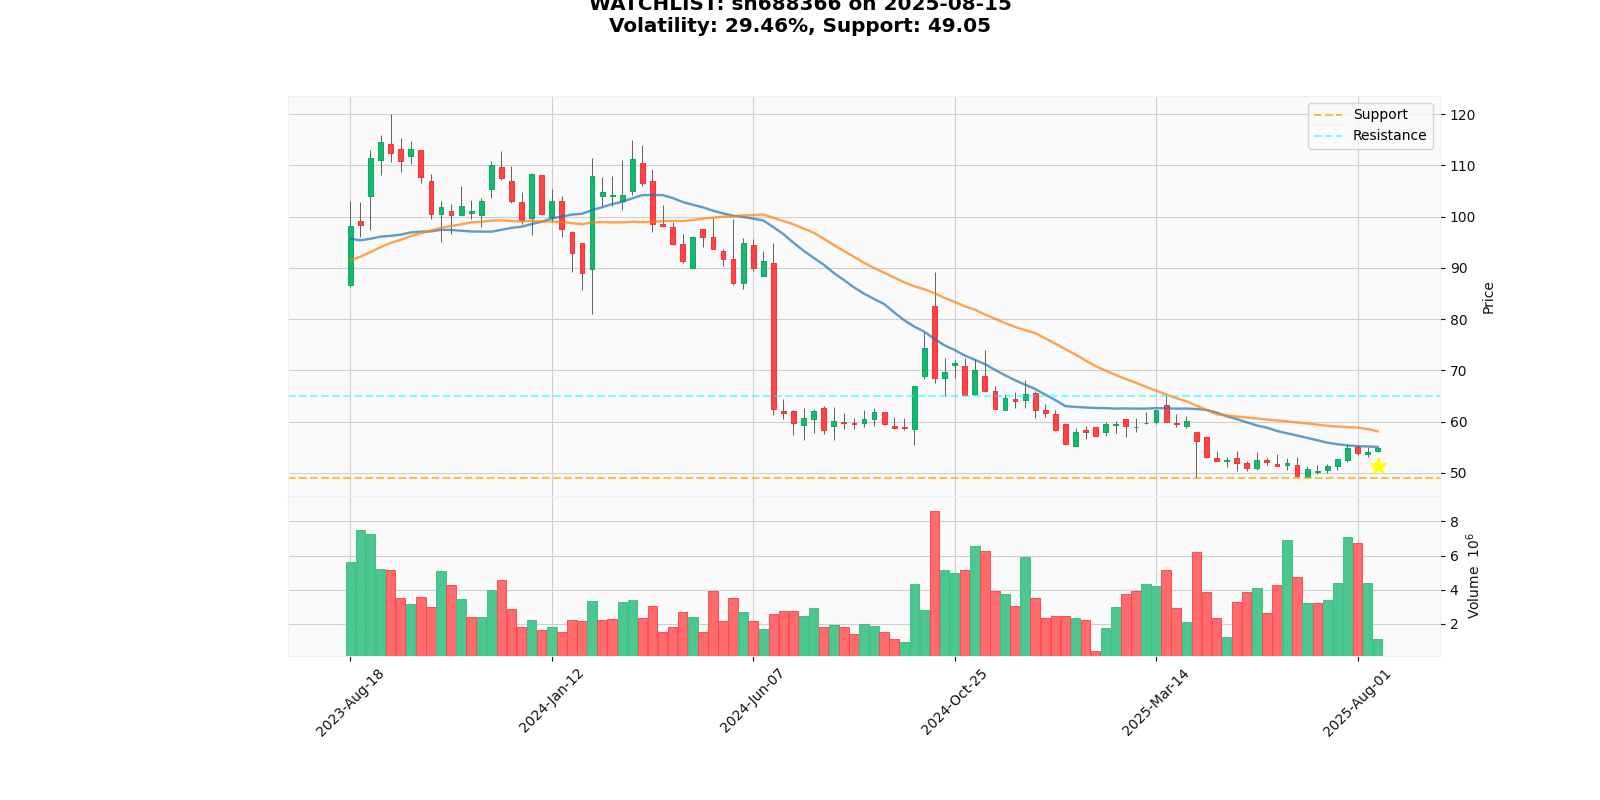 WATCHLIST: sh688366 on 2025-08-15
Volatility: 29.46%, Support: 49.05
Support
Resistance
120
110
100
90
80
70
60
50
Price
8
6
4
2
Volume 10⁶
2023-Aug-18
2024-Jan-12
2024-Jun-07
2024-Oct-25
2025-Mar-14
2025-Aug-01